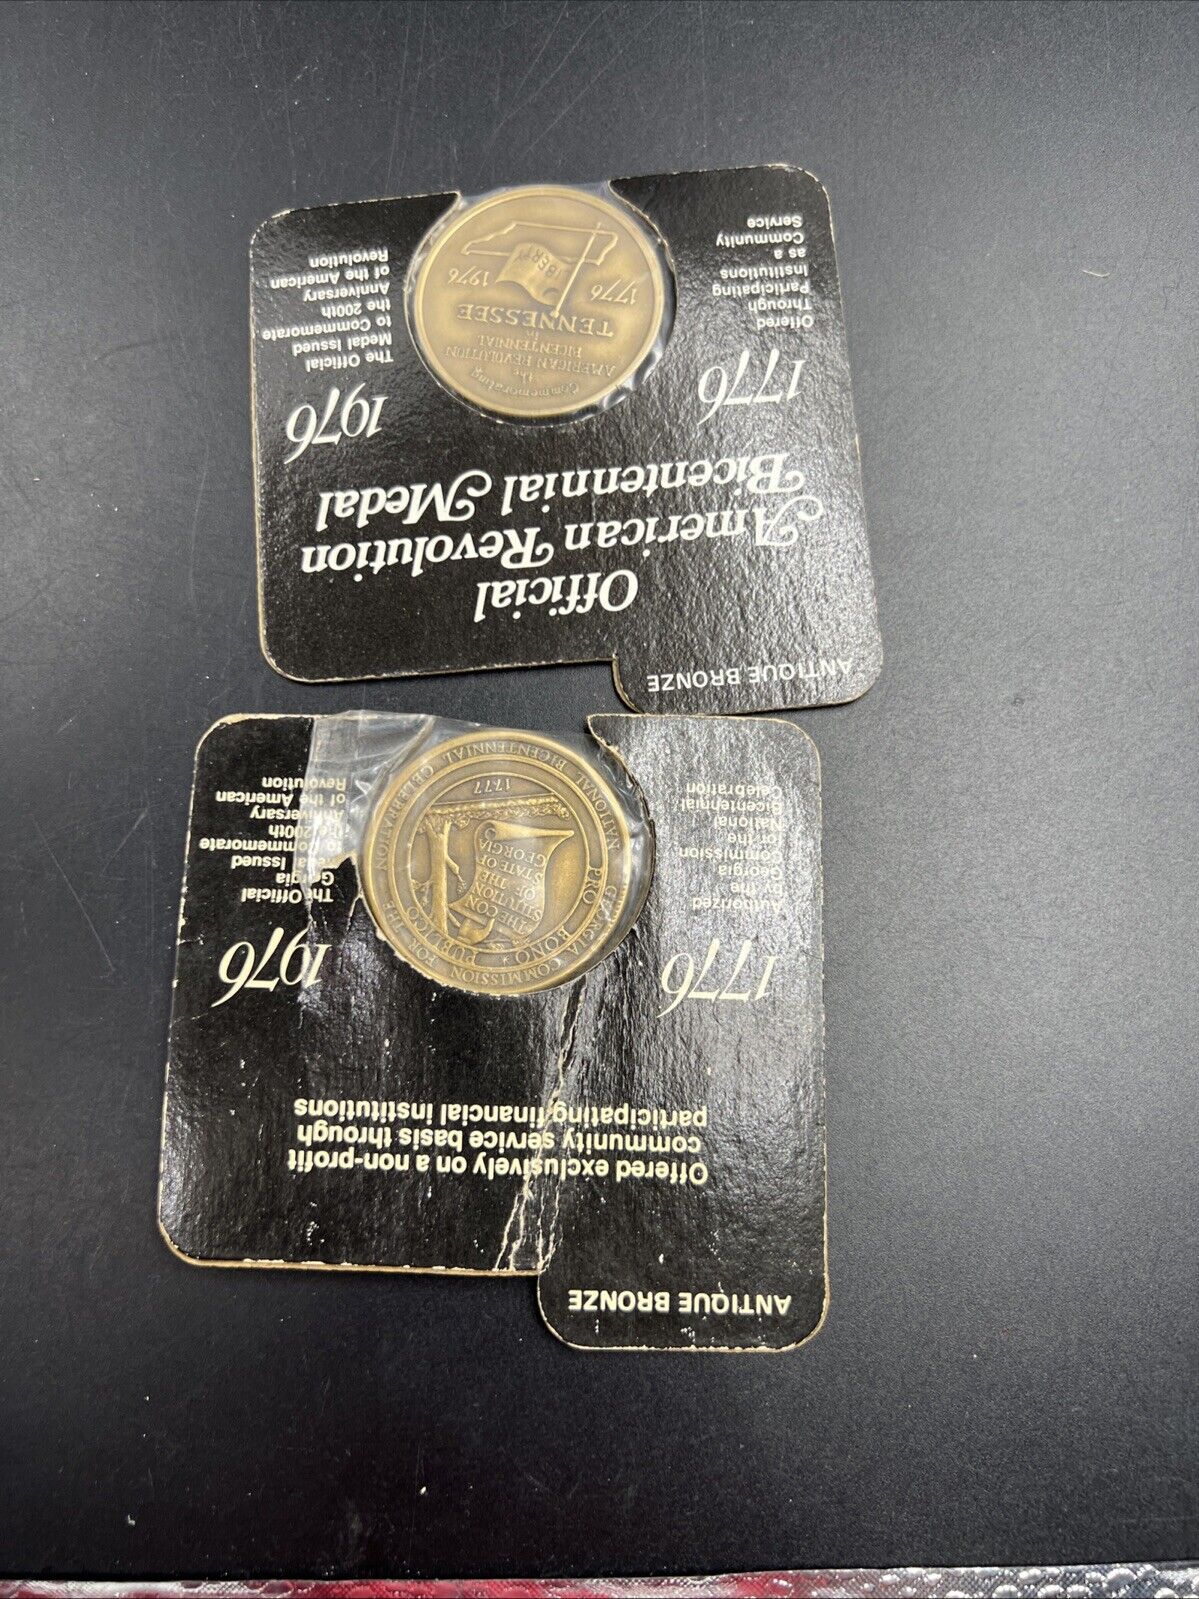 ANTIQUE BRONZE
Offered exclusively on a non-profit
community service basis through
participating financial institutions
1776
Authorized
by the
Georgia
Commission
for the
National
Bicentennial
Celebration
GEORGIA COMMISSION FOR THE NATIONAL BICENTENNIAL CELEBRATION
PRO BONO PUBLICO
THE CON
STITUTION
OF THE
STATE OF
GEORGIA
1777
1976
The Official
Georgia
Medal Issued
to Commemorate
the 200th
Anniversary
of the American
Revolution
ANTIQUE BRONZE
Official
American Revolution
Bicentennial Medal
1776
Offered
Through
Participating
Institutions
as a
Community
Service
Commemorating
the
AMERICAN REVOLUTION
BICENTENNIAL
TENNESSEE
1776 1976
1976
The Official
Medal Issued
to Commemorate
the 200th
Anniversary
of the American
Revolution